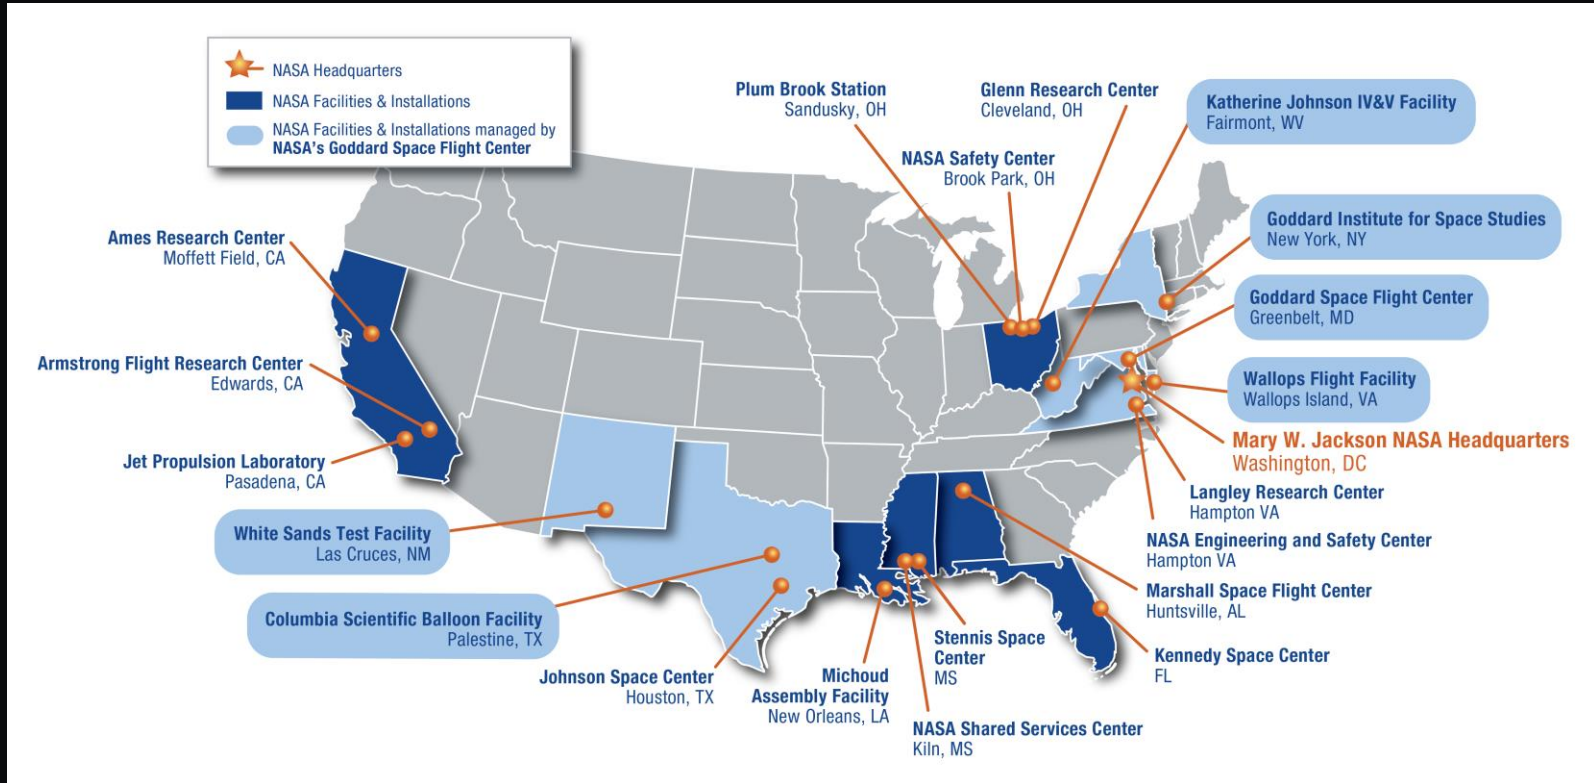 NASA Headquarters
NASA Facilities & Installations
NASA Facilities & Installations managed by
NASA's Goddard Space Flight Center
Plum Brook Station
Sandusky, OH
Glenn Research Center
Cleveland, OH
Katherine Johnson IV&V Facility
Fairmont, WV
NASA Safety Center
Brook Park, OH
Goddard Institute for Space Studies
New York, NY
Ames Research Center
Moffett Field, CA
Goddard Space Flight Center
Greenbelt, MD
Armstrong Flight Research Center
Edwards, CA
Wallops Flight Facility
Wallops Island, VA
Mary W. Jackson NASA Headquarters
Washington, DC
Jet Propulsion Laboratory
Pasadena, CA
Langley Research Center
Hampton VA
White Sands Test Facility
Las Cruces, NM
NASA Engineering and Safety Center
Hampton VA
Marshall Space Flight Center
Huntsville, AL
Columbia Scientific Balloon Facility
Palestine, TX
Stennis Space
Center
MS
Kennedy Space Center
FL
Johnson Space Center
Houston, TX
Michoud
Assembly Facility
New Orleans, LA
NASA Shared Services Center
Kiln, MS